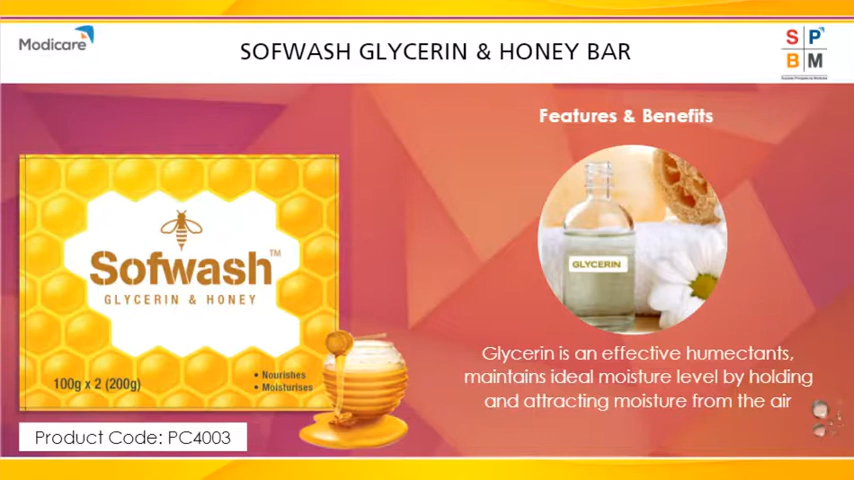 Modicare
SOFWASH GLYCERIN & HONEY BAR
S P
B M
Features & Benefits
Sofwash™
GLYCERIN & HONEY
GLYCERIN
100g x 2 (200g)
• Nourishes
• Moisturises
Glycerin is an effective humectants,
maintains ideal moisture level by holding
and attracting moisture from the air
Product Code: PC4003